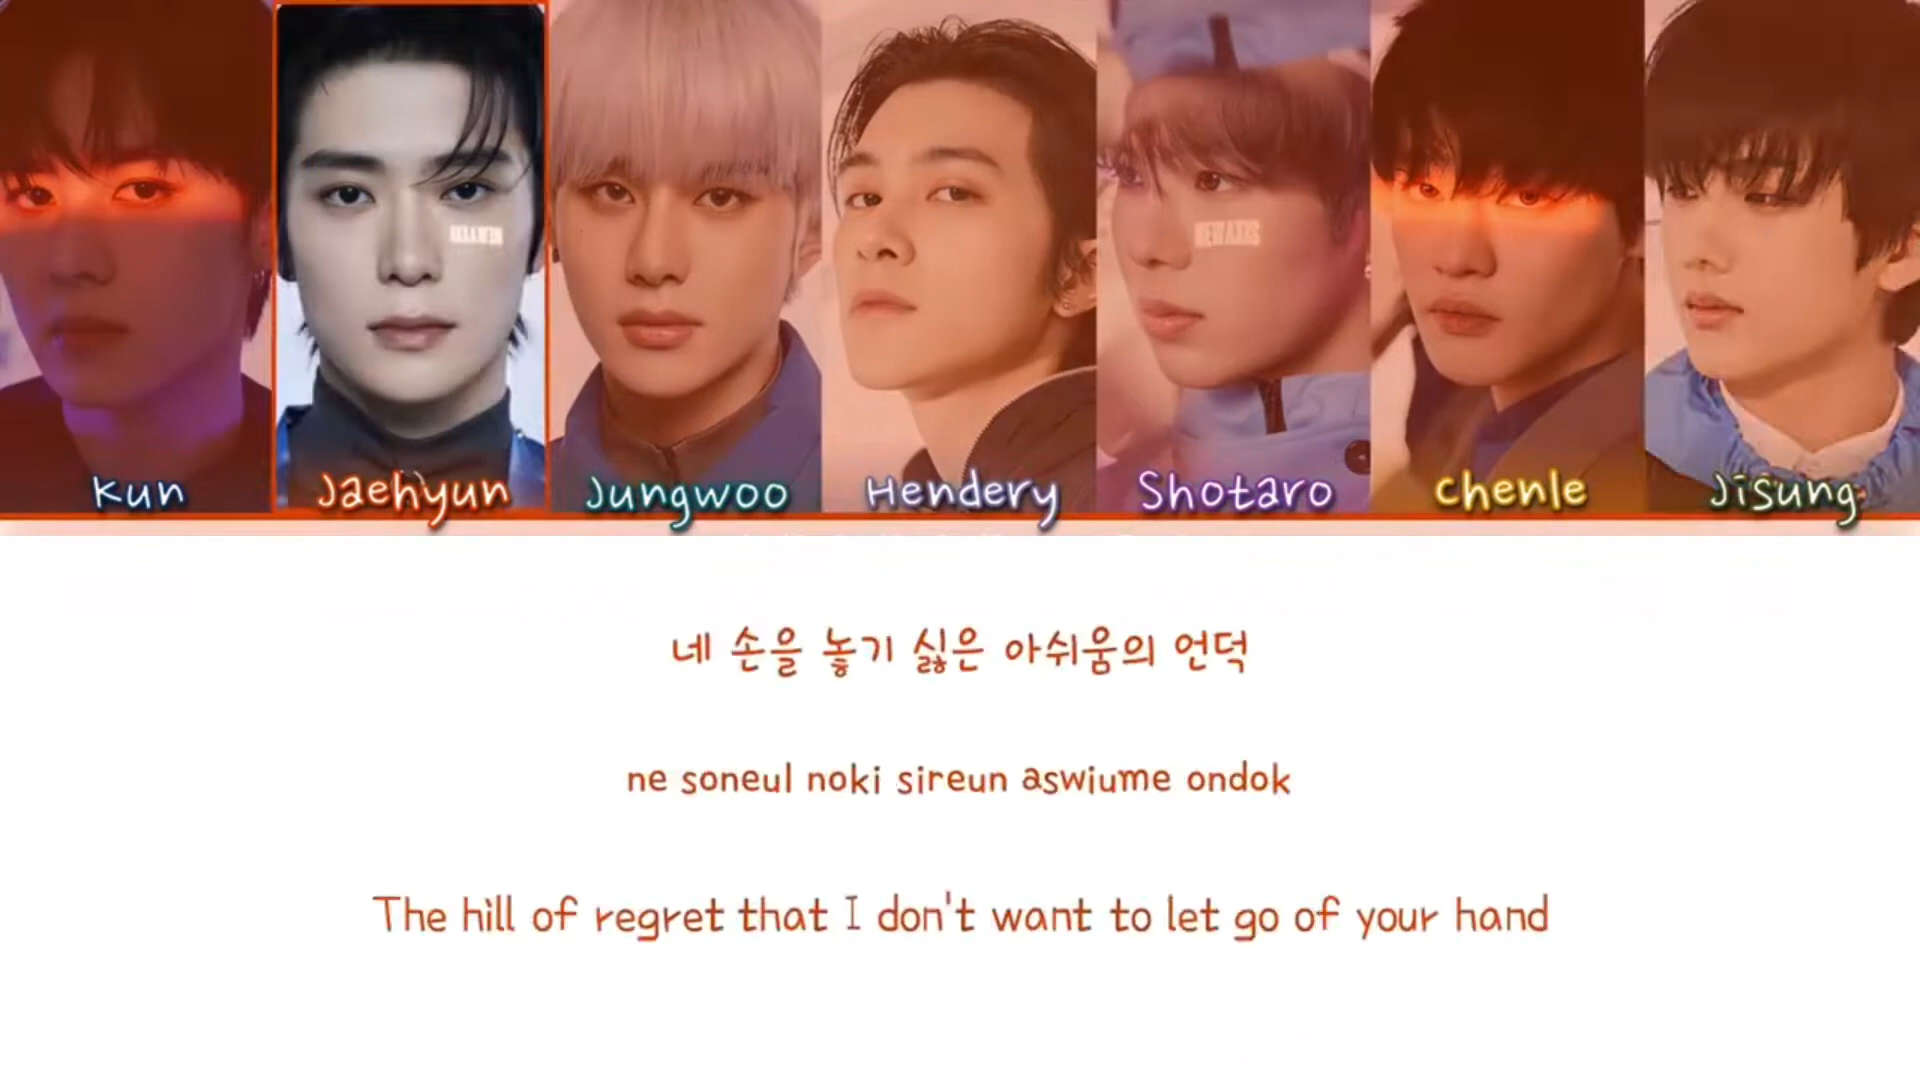 NEWAXIS
Kun Jaehyun Jungwoo Hendery Shotaro Chenle Jisung
네 손을 놓기 싫은 아쉬움의 언덕
ne soneul noki sireun aswiume ondok
The hill of regret that I don't want to let go of your hand